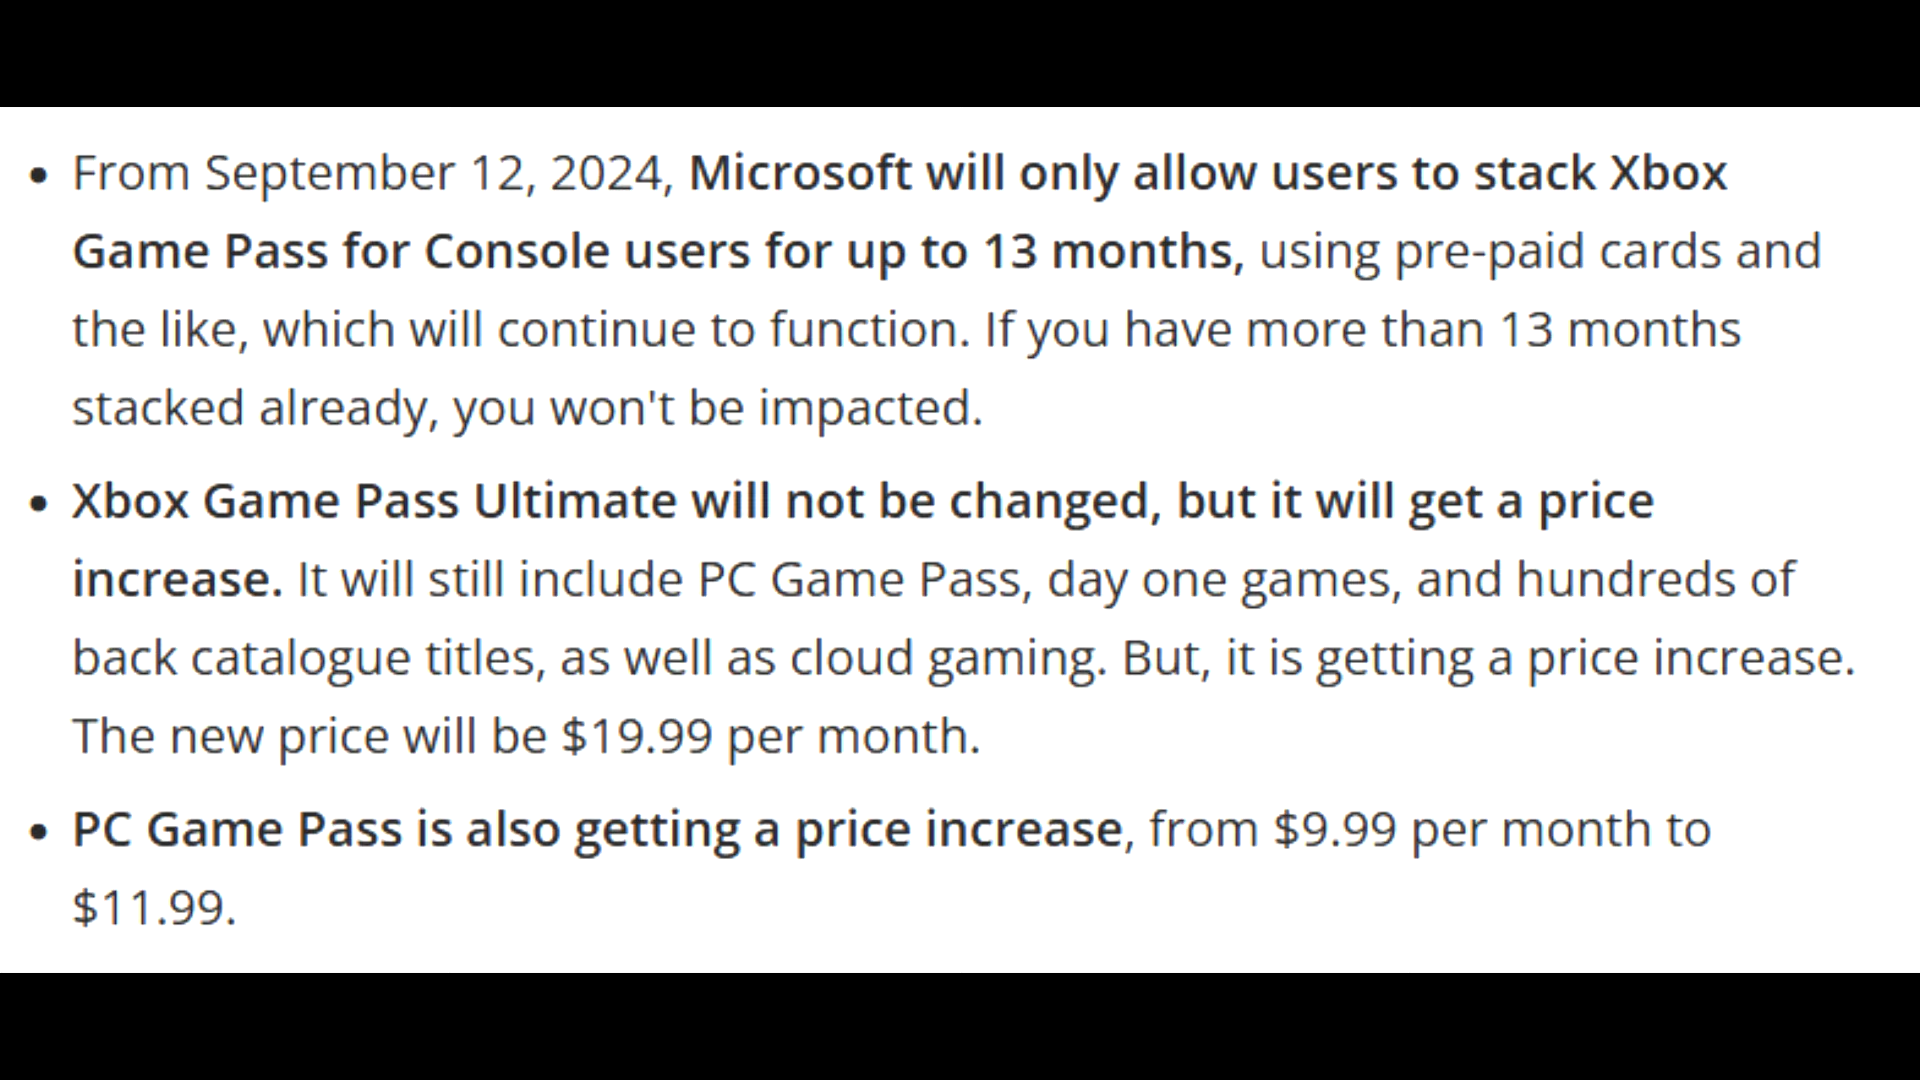 • From September 12, 2024, Microsoft will only allow users to stack Xbox
Game Pass for Console users for up to 13 months, using pre-paid cards and
the like, which will continue to function. If you have more than 13 months
stacked already, you won't be impacted.
• Xbox Game Pass Ultimate will not be changed, but it will get a price
increase. It will still include PC Game Pass, day one games, and hundreds of
back catalogue titles, as well as cloud gaming. But, it is getting a price increase.
The new price will be $19.99 per month.
• PC Game Pass is also getting a price increase, from $9.99 per month to
$11.99.